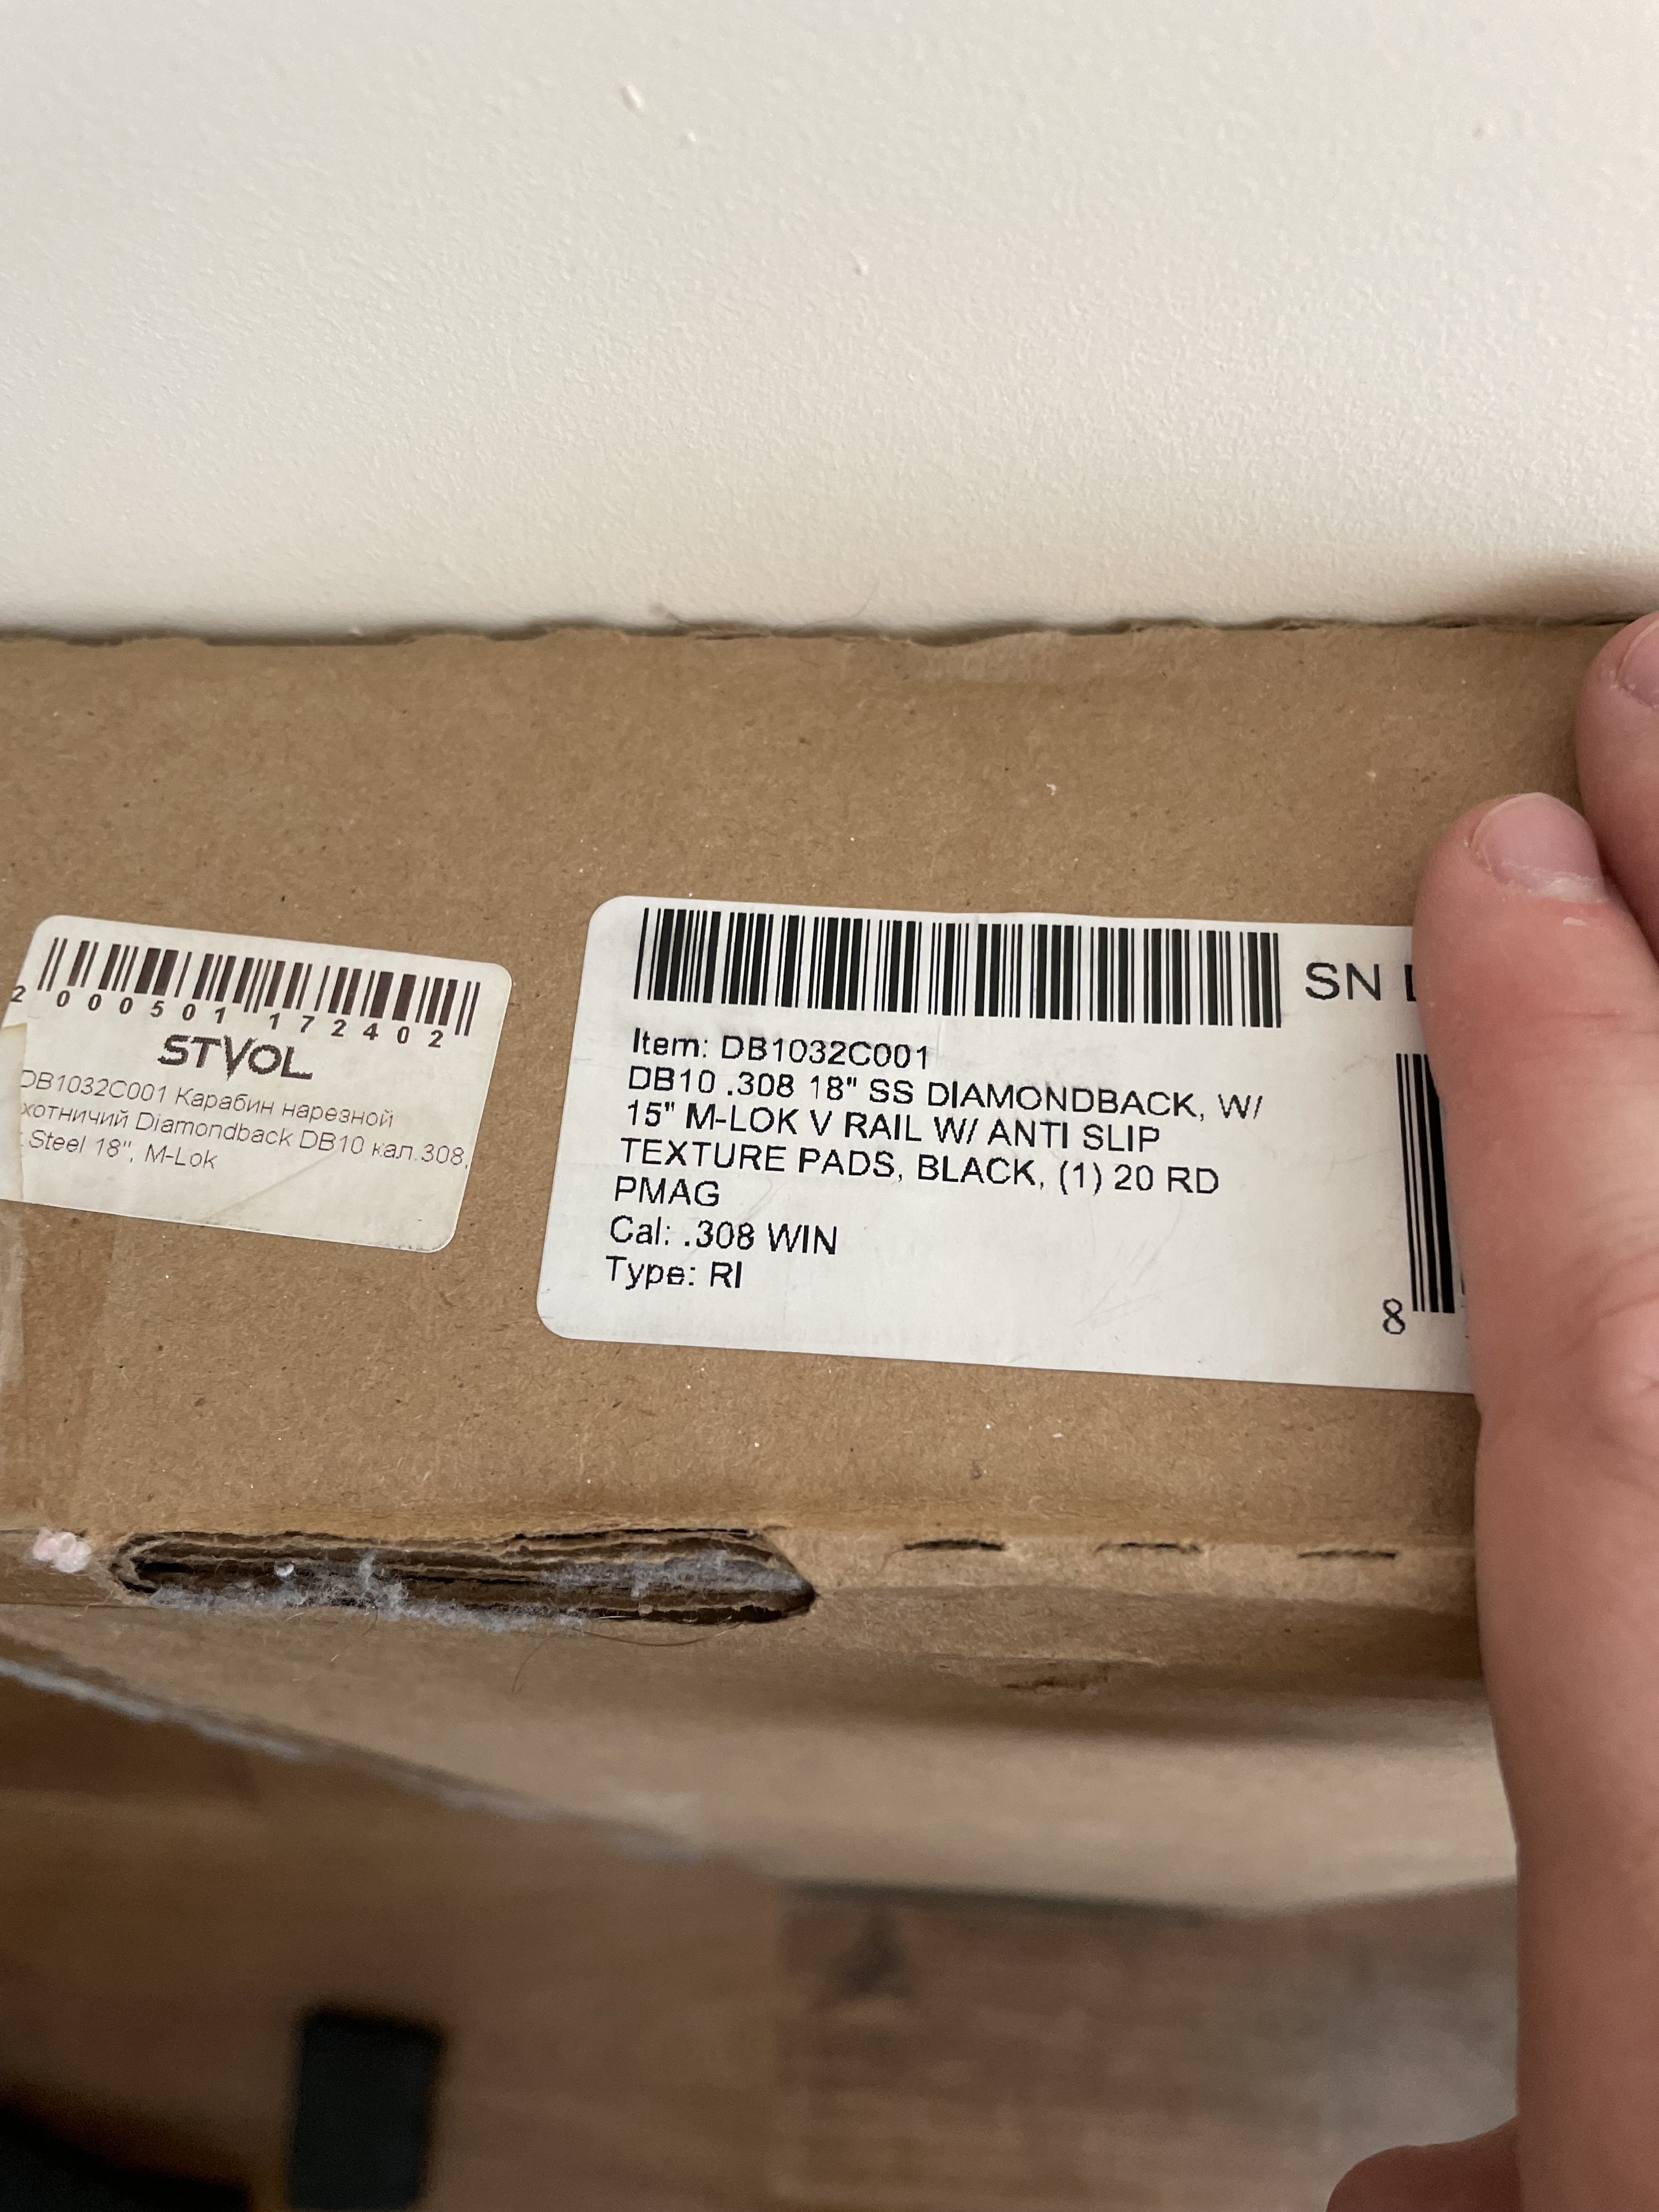 2 000501 172402
STVOL
DB1032C001 Карабин нарезной
хотничий Diamondback DB10 кал.308,
Steel 18", M-Lok
SN
Item: DB1032C001
DB10 .308 18" SS DIAMONDBACK, W/
15" M-LOK V RAIL W/ ANTI SLIP
TEXTURE PADS, BLACK, (1) 20 RD
PMAG
Cal: .308 WIN
Type: RI
8